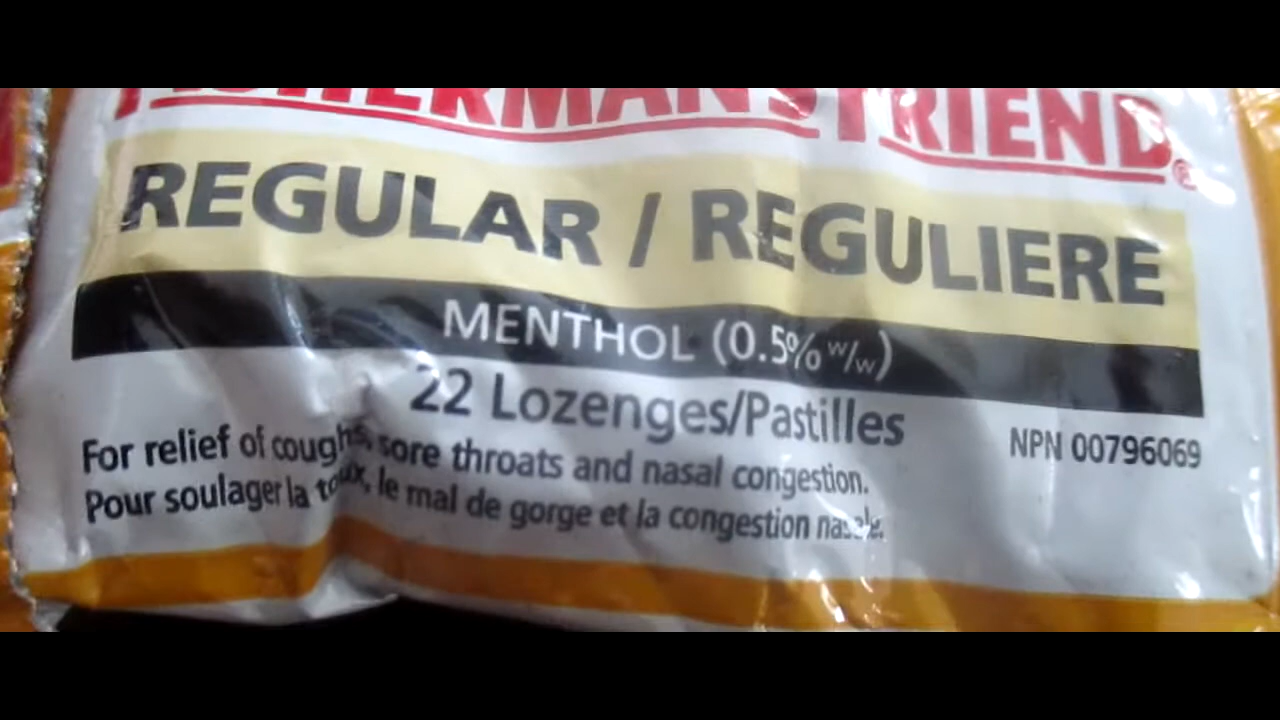 FISHERMAN'S FRIEND®
REGULAR / REGULIERE
MENTHOL (0.5% w/w)
22 Lozenges/Pastilles
NPN 00796069
For relief of coughs, sore throats and nasal congestion.
Pour soulager la toux, le mal de gorge et la congestion nasale.